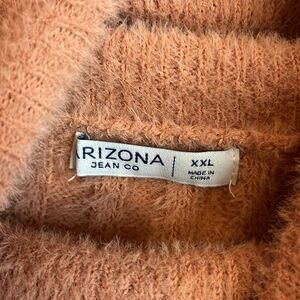 ARIZONA
JEAN CO
XXL
MADE IN
CHINA